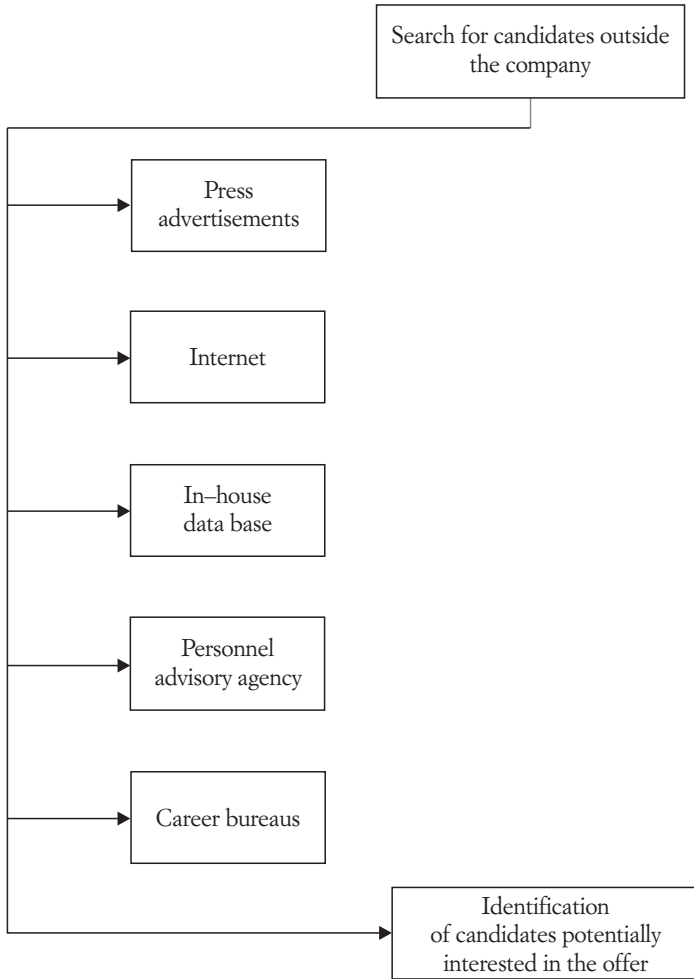 Search for candidates outside
the company
Press
advertisements
Internet
In–house
data base
Personnel
advisory agency
Career bureaus
Identification
of candidates potentially
interested in the offer